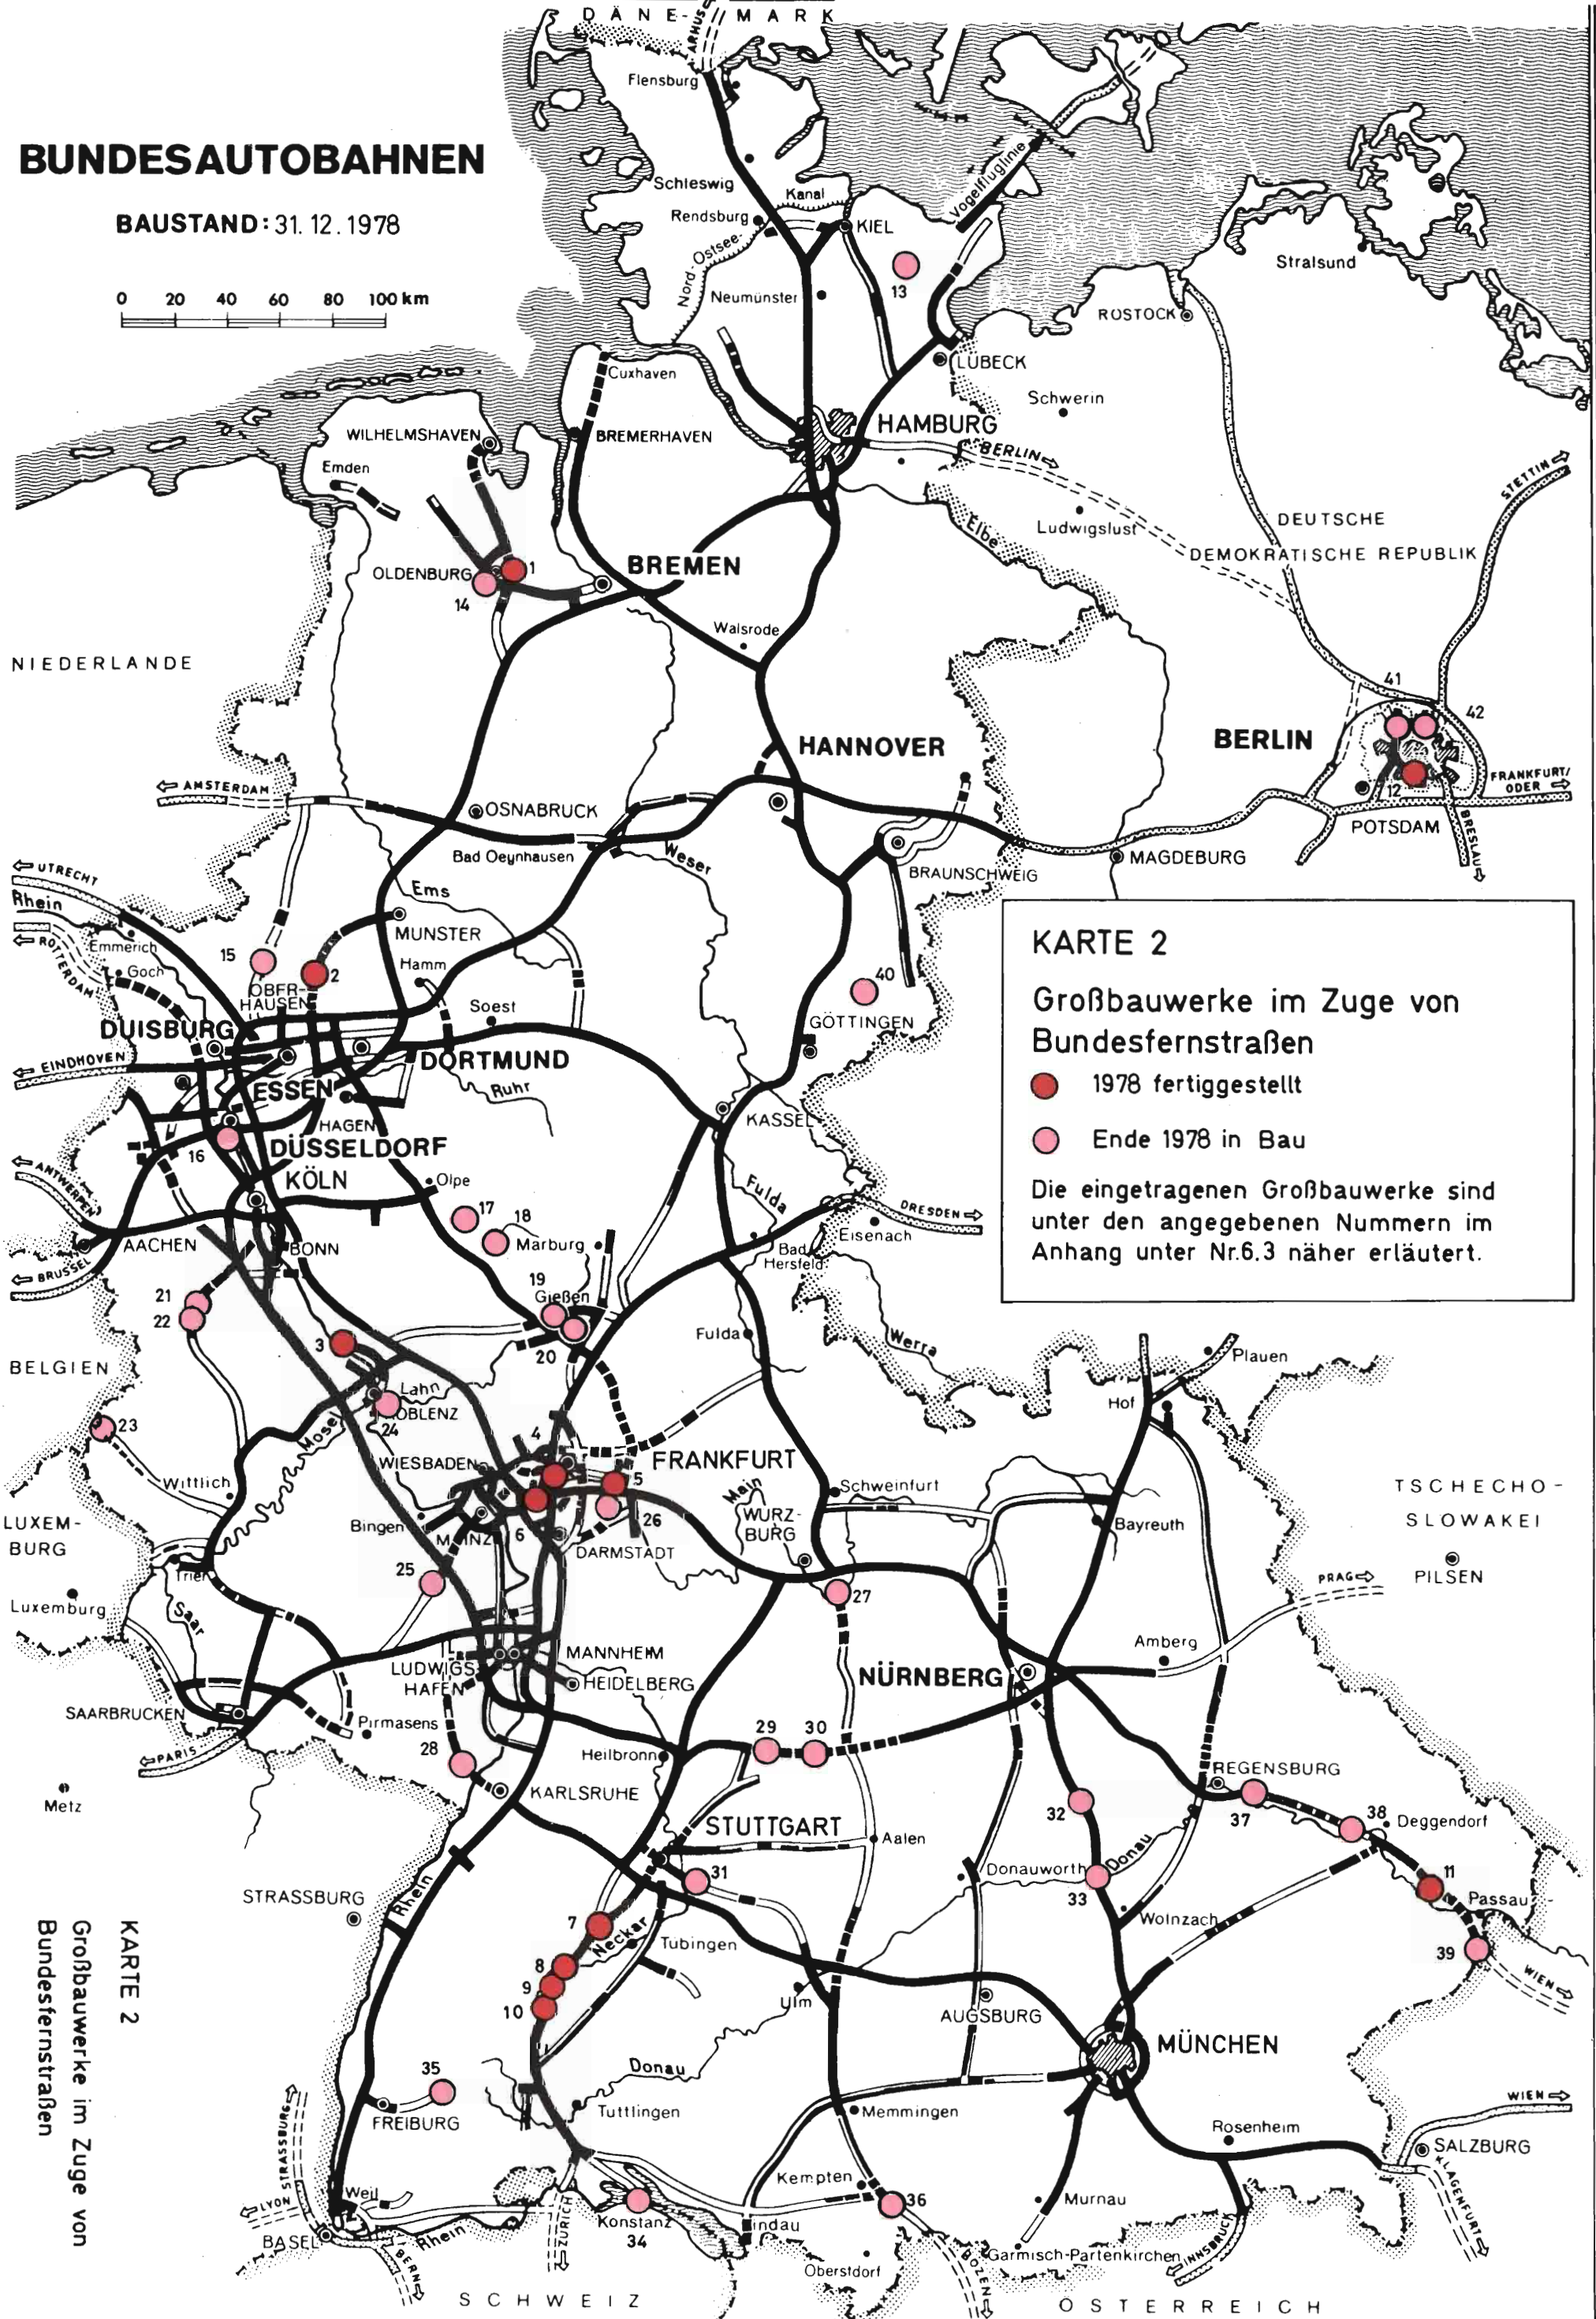 DÄNE-MARK
ARHUS
Flensburg
BUNDESAUTOBAHNEN
BAUSTAND: 31.12.1978
0 20 40 60 80 100 km
Schleswig
Kanal
Rendsburg
Nord-Ostsee-
KIEL
Vogelfluglinie
13
Neumünster
Stralsund
ROSTOCK
LÜBECK
Cuxhaven
Schwerin
WILHELMSHAVEN
BREMERHAVEN
HAMBURG
BERLIN
Emden
STETTIN
Elbe
Ludwigslust
DEUTSCHE
DEMOKRATISCHE REPUBLIK
OLDENBURG
1
14
BREMEN
Walsrode
NIEDERLANDE
41
42
HANNOVER
BERLIN
AMSTERDAM
FRANKFURT/
ODER
12
OSNABRUCK
POTSDAM
BRESLAU
Bad Oeynhausen
Weser
MAGDEBURG
BRAUNSCHWEIG
UTRECHT
Rhein
Ems
ROTTERDAM
Emmerich
MUNSTER
Goch
15
2
Hamm
OBER-
HAUSEN
Soest
40
GÖTTINGEN
DUISBURG
EINDHOVEN
DORTMUND
ESSEN
Ruhr
HAGEN
KASSEL
16
DÜSSELDORF
KÖLN
ANTWERPEN
Olpe
Fulda
17
18
DRESDEN
AACHEN
BONN
Marburg
Eisenach
Bad
Hersfeld
BRUSSEL
21
22
19
Gießen
20
3
Fulda
Werra
BELGIEN
Lahn
KOBLENZ
24
Mosel
23
Plauen
Hof
4
WIESBADEN
FRANKFURT
5
Wittlich
Main
Schweinfurt
TSCHECHO-
SLOWAKEI
LUXEM-
BURG
Bingen
MAINZ
6
26
WURZ-
BURG
Bayreuth
DARMSTADT
Trier
25
27
PRAG
PILSEN
Luxemburg
Saar
MANNHEIM
Amberg
LUDWIGS-
HAFEN
HEIDELBERG
NÜRNBERG
SAARBRUCKEN
Pirmasens
PARIS
28
Heilbronn
29
30
REGENSBURG
Metz
KARLSRUHE
32
37
38
Deggendorf
STUTTGART
Aalen
Donauworth
Donau
31
33
11
Passau
STRASSBURG
Rhein
7
Neckar
Wolnzach
39
WIEN
Tübingen
8
9
10
Ulm
AUGSBURG
MÜNCHEN
35
Donau
FREIBURG
Tuttlingen
Memmingen
WIEN
Rosenheim
SALZBURG
STRASSBURG
LYON
Weil
Kempten
KLAGENFURT
Murnau
36
BASEL
Rhein
BERN
ZÜRICH
Konstanz
34
Lindau
Oberstdorf
BOZEN
Garmisch-Partenkirchen
INNSBRUCK
SCHWEIZ
ÖSTERREICH
KARTE 2
Großbauwerke im Zuge von
Bundesfernstraßen
1978 fertiggestellt
Ende 1978 in Bau
Die eingetragenen Großbauwerke sind
unter den angegebenen Nummern im
Anhang unter Nr.6.3 näher erläutert.
KARTE 2
Großbauwerke im Zuge von
Bundesfernstraßen